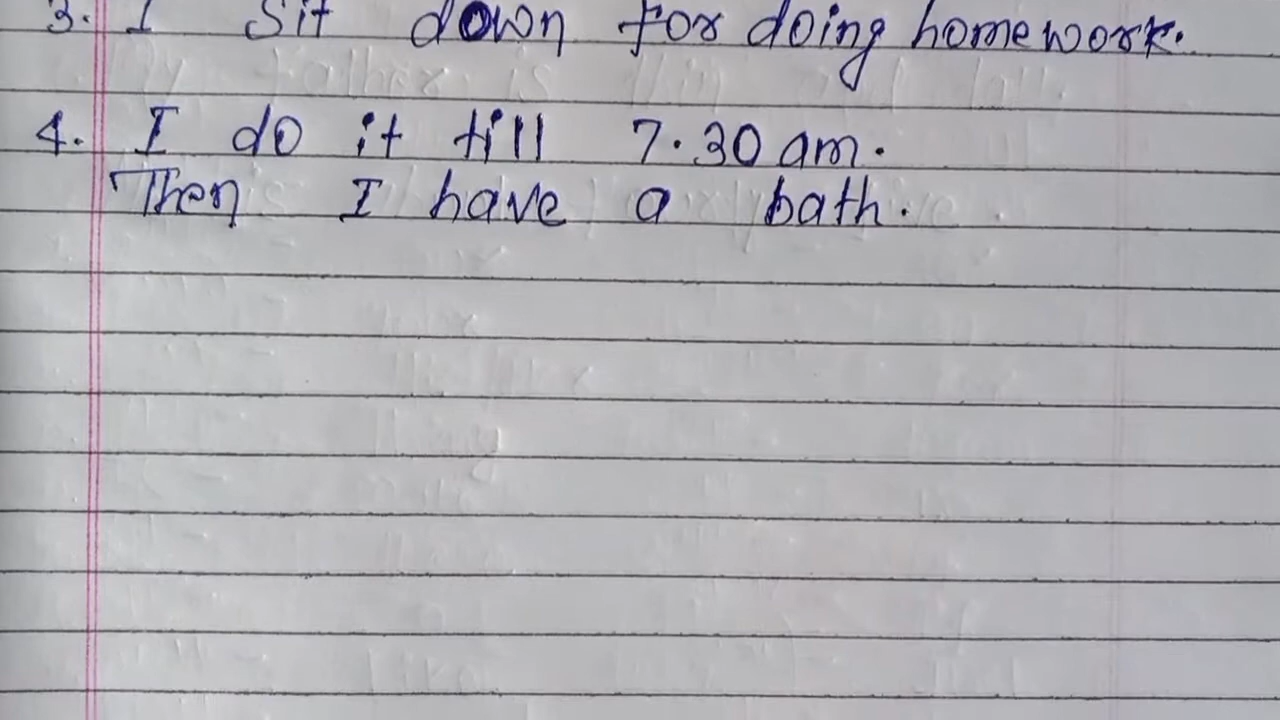 3. I Sit down for doing homework.
4. I do it till 7.30 am.
Then I have a bath.